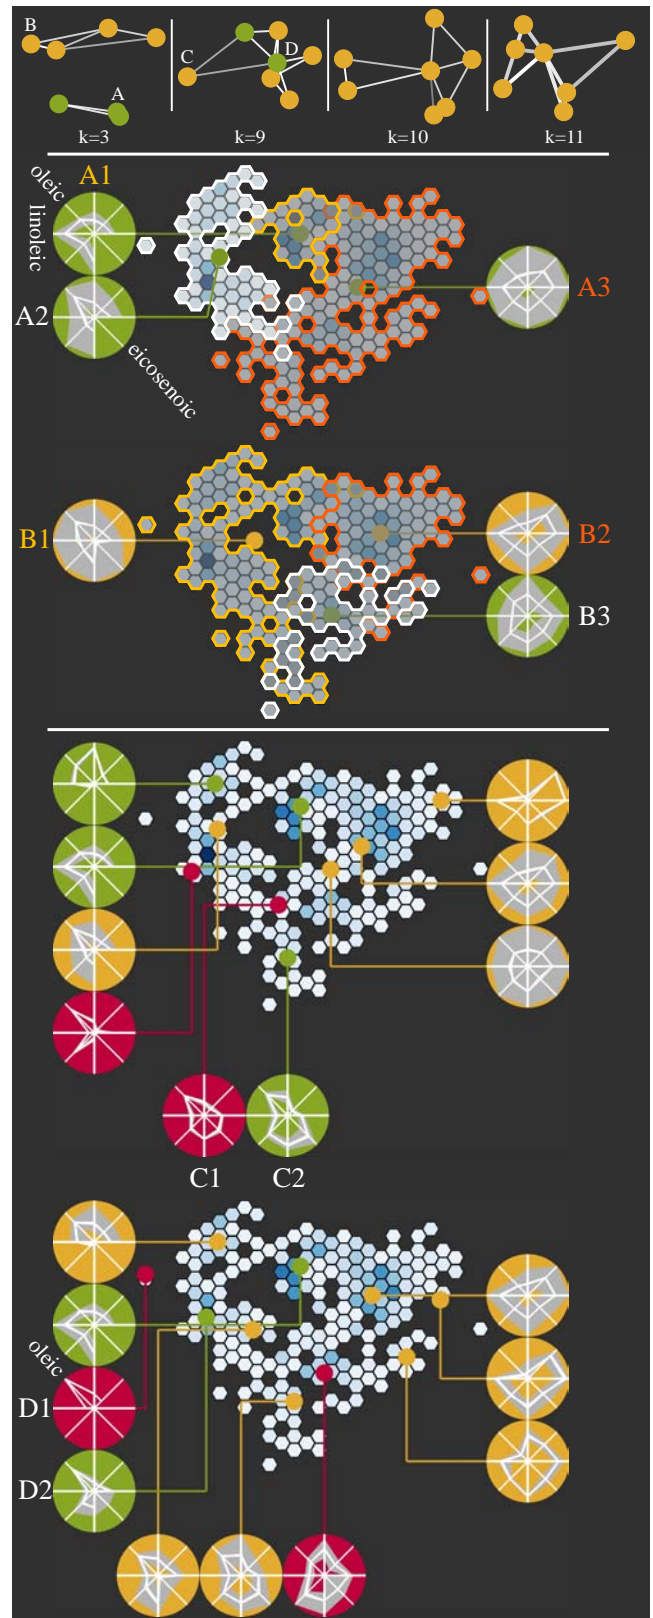 B
C
D
A
k=3
k=9
k=10
k=11
A1
oleic
linoleic
A2
A3
eicosenoic
B1
B2
B3
C1
C2
oleic
D1
D2